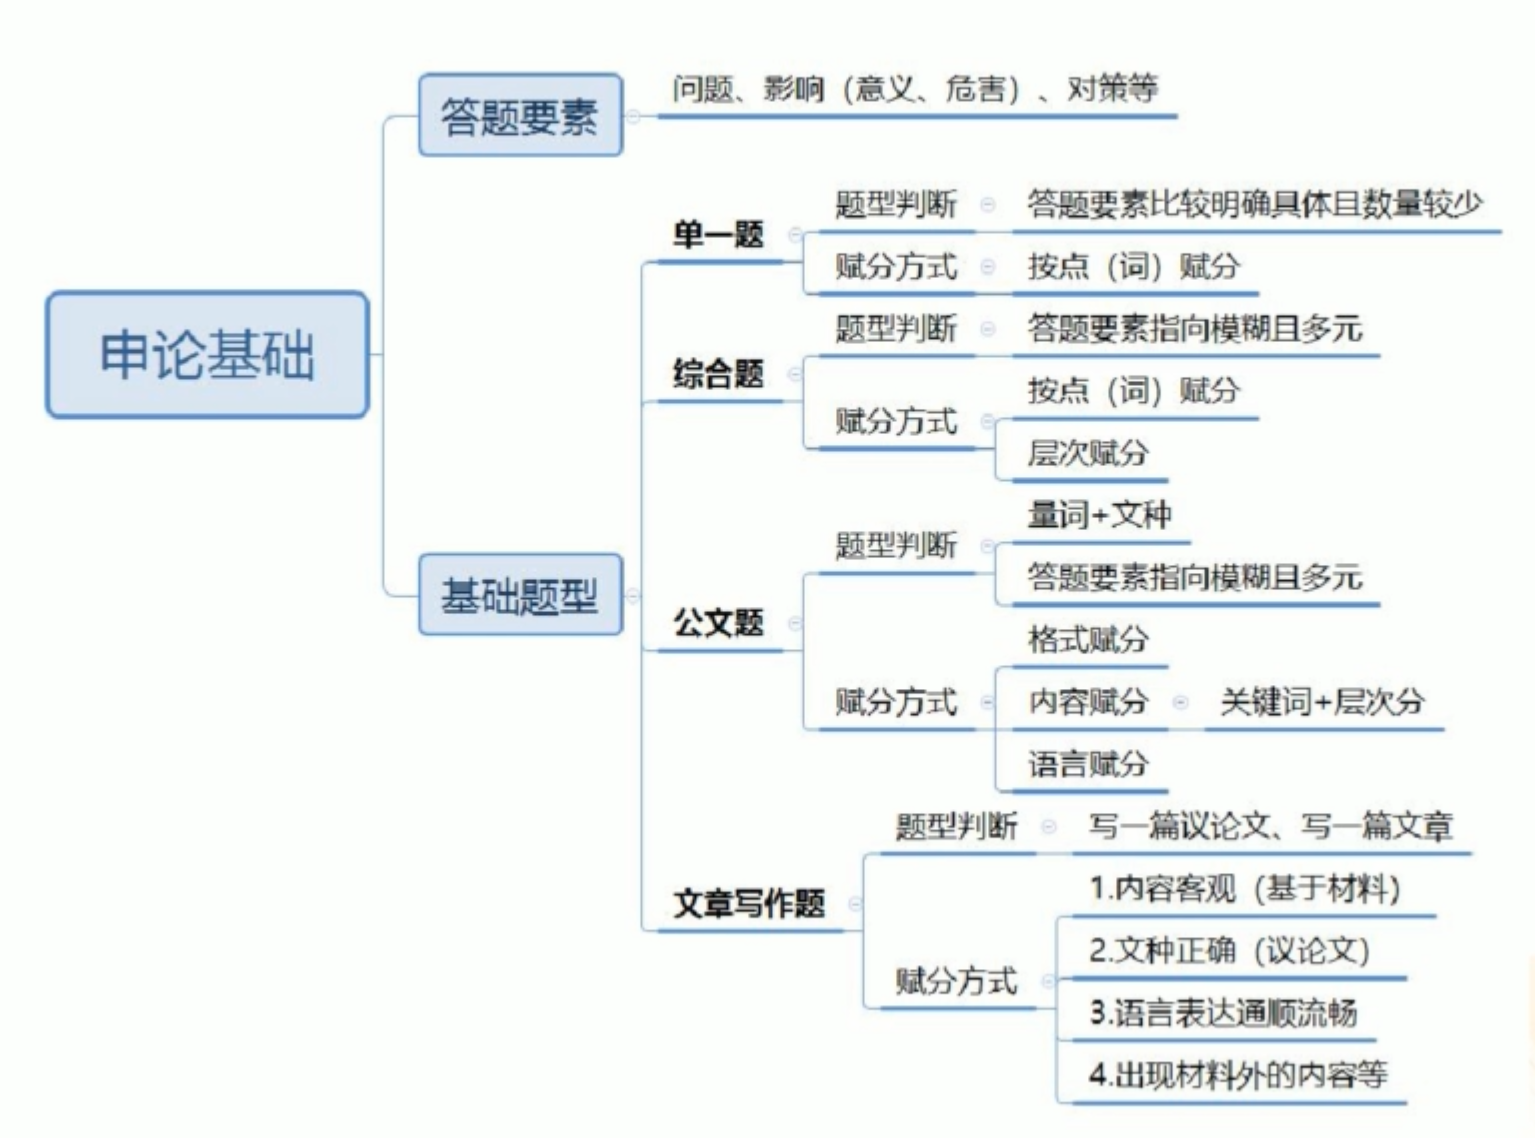 申论基础
答题要素
问题、影响（意义、危害）、对策等
基础题型
单一题
题型判断
答题要素比较明确具体且数量较少
赋分方式
按点（词）赋分
综合题
题型判断
答题要素指向模糊且多元
赋分方式
按点（词）赋分
层次赋分
公文题
题型判断
量词+文种
答题要素指向模糊且多元
赋分方式
格式赋分
内容赋分
关键词+层次分
语言赋分
文章写作题
题型判断
写一篇议论文、写一篇文章
赋分方式
1.内容客观（基于材料）
2.文种正确（议论文）
3.语言表达通顺流畅
4.出现材料外的内容等